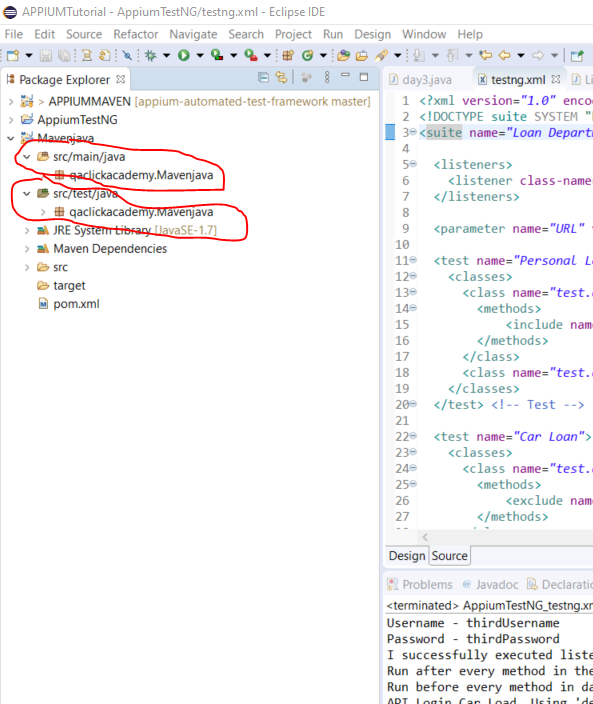 APPIUMTutorial - AppiumTestNG/testng.xml - Eclipse IDE
File Edit Source Refactor Navigate Search Project Run Design Window Help
Package Explorer
> APPIUMMAVEN [appium-automated-test-framework master]
AppiumTestNG
Mavenjava
src/main/java
qaclickacademy.Mavenjava
src/test/java
qaclickacademy.Mavenjava
JRE System Library [JavaSE-1.7]
Maven Dependencies
src
target
pom.xml
day3.java testng.xml Li
1 <?xml version="1.0" encod
2 <!DOCTYPE suite SYSTEM "
3 <suite name="Loan Depart
4
5 <listeners>
6 <listener class-name
7 </listeners>
8
9 <parameter name="URL"
10
11 <test name="Personal Lo
12 <classes>
13 <class name="test.
14 <methods>
15 <include nam
16 </methods>
17 </class>
18 <class name="test.
19 </classes>
20 </test> <!-- Test -->
21
22 <test name="Car Loan">
23 <classes>
24 <class name="test.
25 <methods>
26 <exclude nam
27 </methods>
Design Source
Problems @ Javadoc Declaratio
<terminated> AppiumTestNG_testng.xm
Username - thirdUsername
Password - thirdPassword
I successfully executed liste
Run after every method in the
Run before every method in da
API Login Car Load. Using 'de